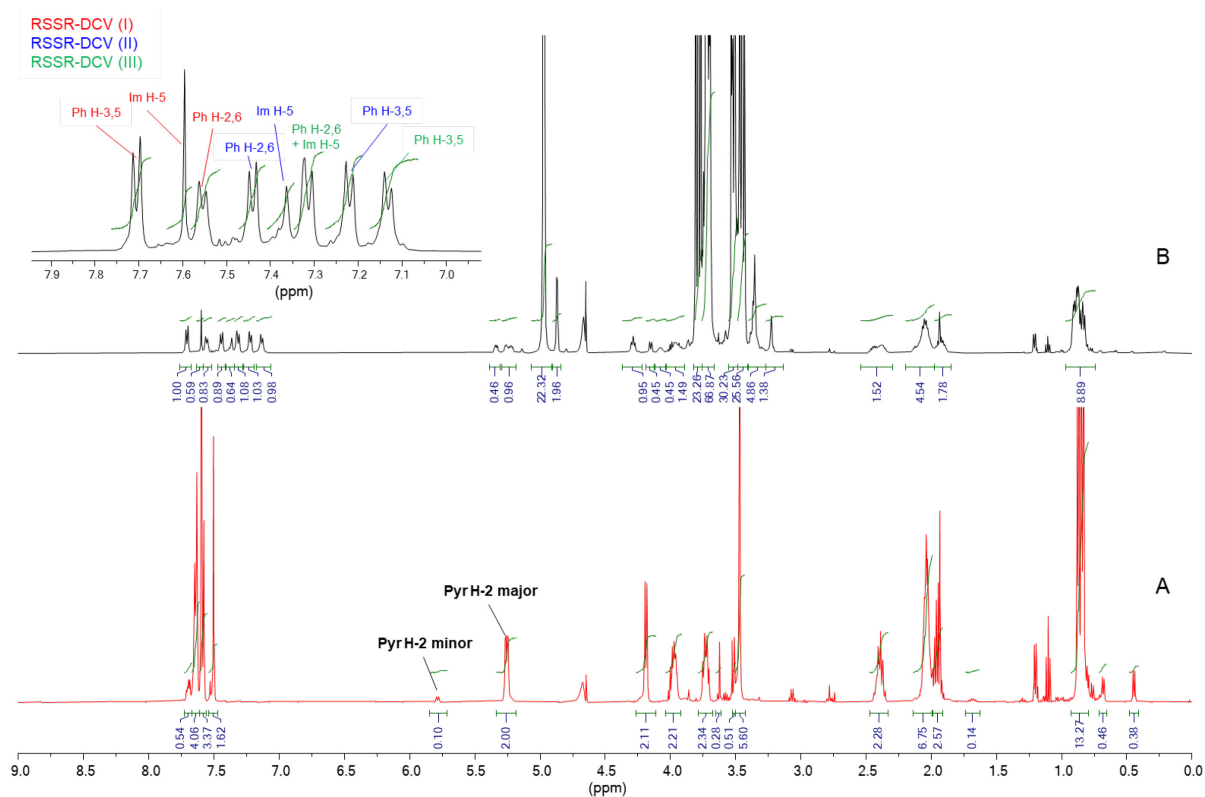 RSSR-DCV (I)
RSSR-DCV (II)
RSSR-DCV (III)
Im H-5
Ph H-3,5
Ph H-2,6
Im H-5
Ph H-3,5
Ph H-2,6
Ph H-2,6
+ Im H-5
Ph H-3,5
7.9 7.8 7.7 7.6 7.5 7.4 7.3 7.2 7.1 7.0
(ppm)
B
1.00 0.59 0.83 0.89 0.64 1.08 1.03 0.98 0.46 0.96 22.32 1.96 0.95 0.45 0.45 1.49 23.26 66.87 30.23 25.56 4.86 1.38 1.52 4.54 1.78 8.89
A
Pyr H-2 major
Pyr H-2 minor
0.54 4.06 3.37 1.62 0.10 2.00 2.11 2.21 2.34 0.28 0.51 5.60 2.28 6.75 2.57 0.14 13.27 0.46 0.38
9.0 8.5 8.0 7.5 7.0 6.5 6.0 5.5 5.0 4.5 4.0 3.5 3.0 2.5 2.0 1.5 1.0 0.5 0.0
(ppm)